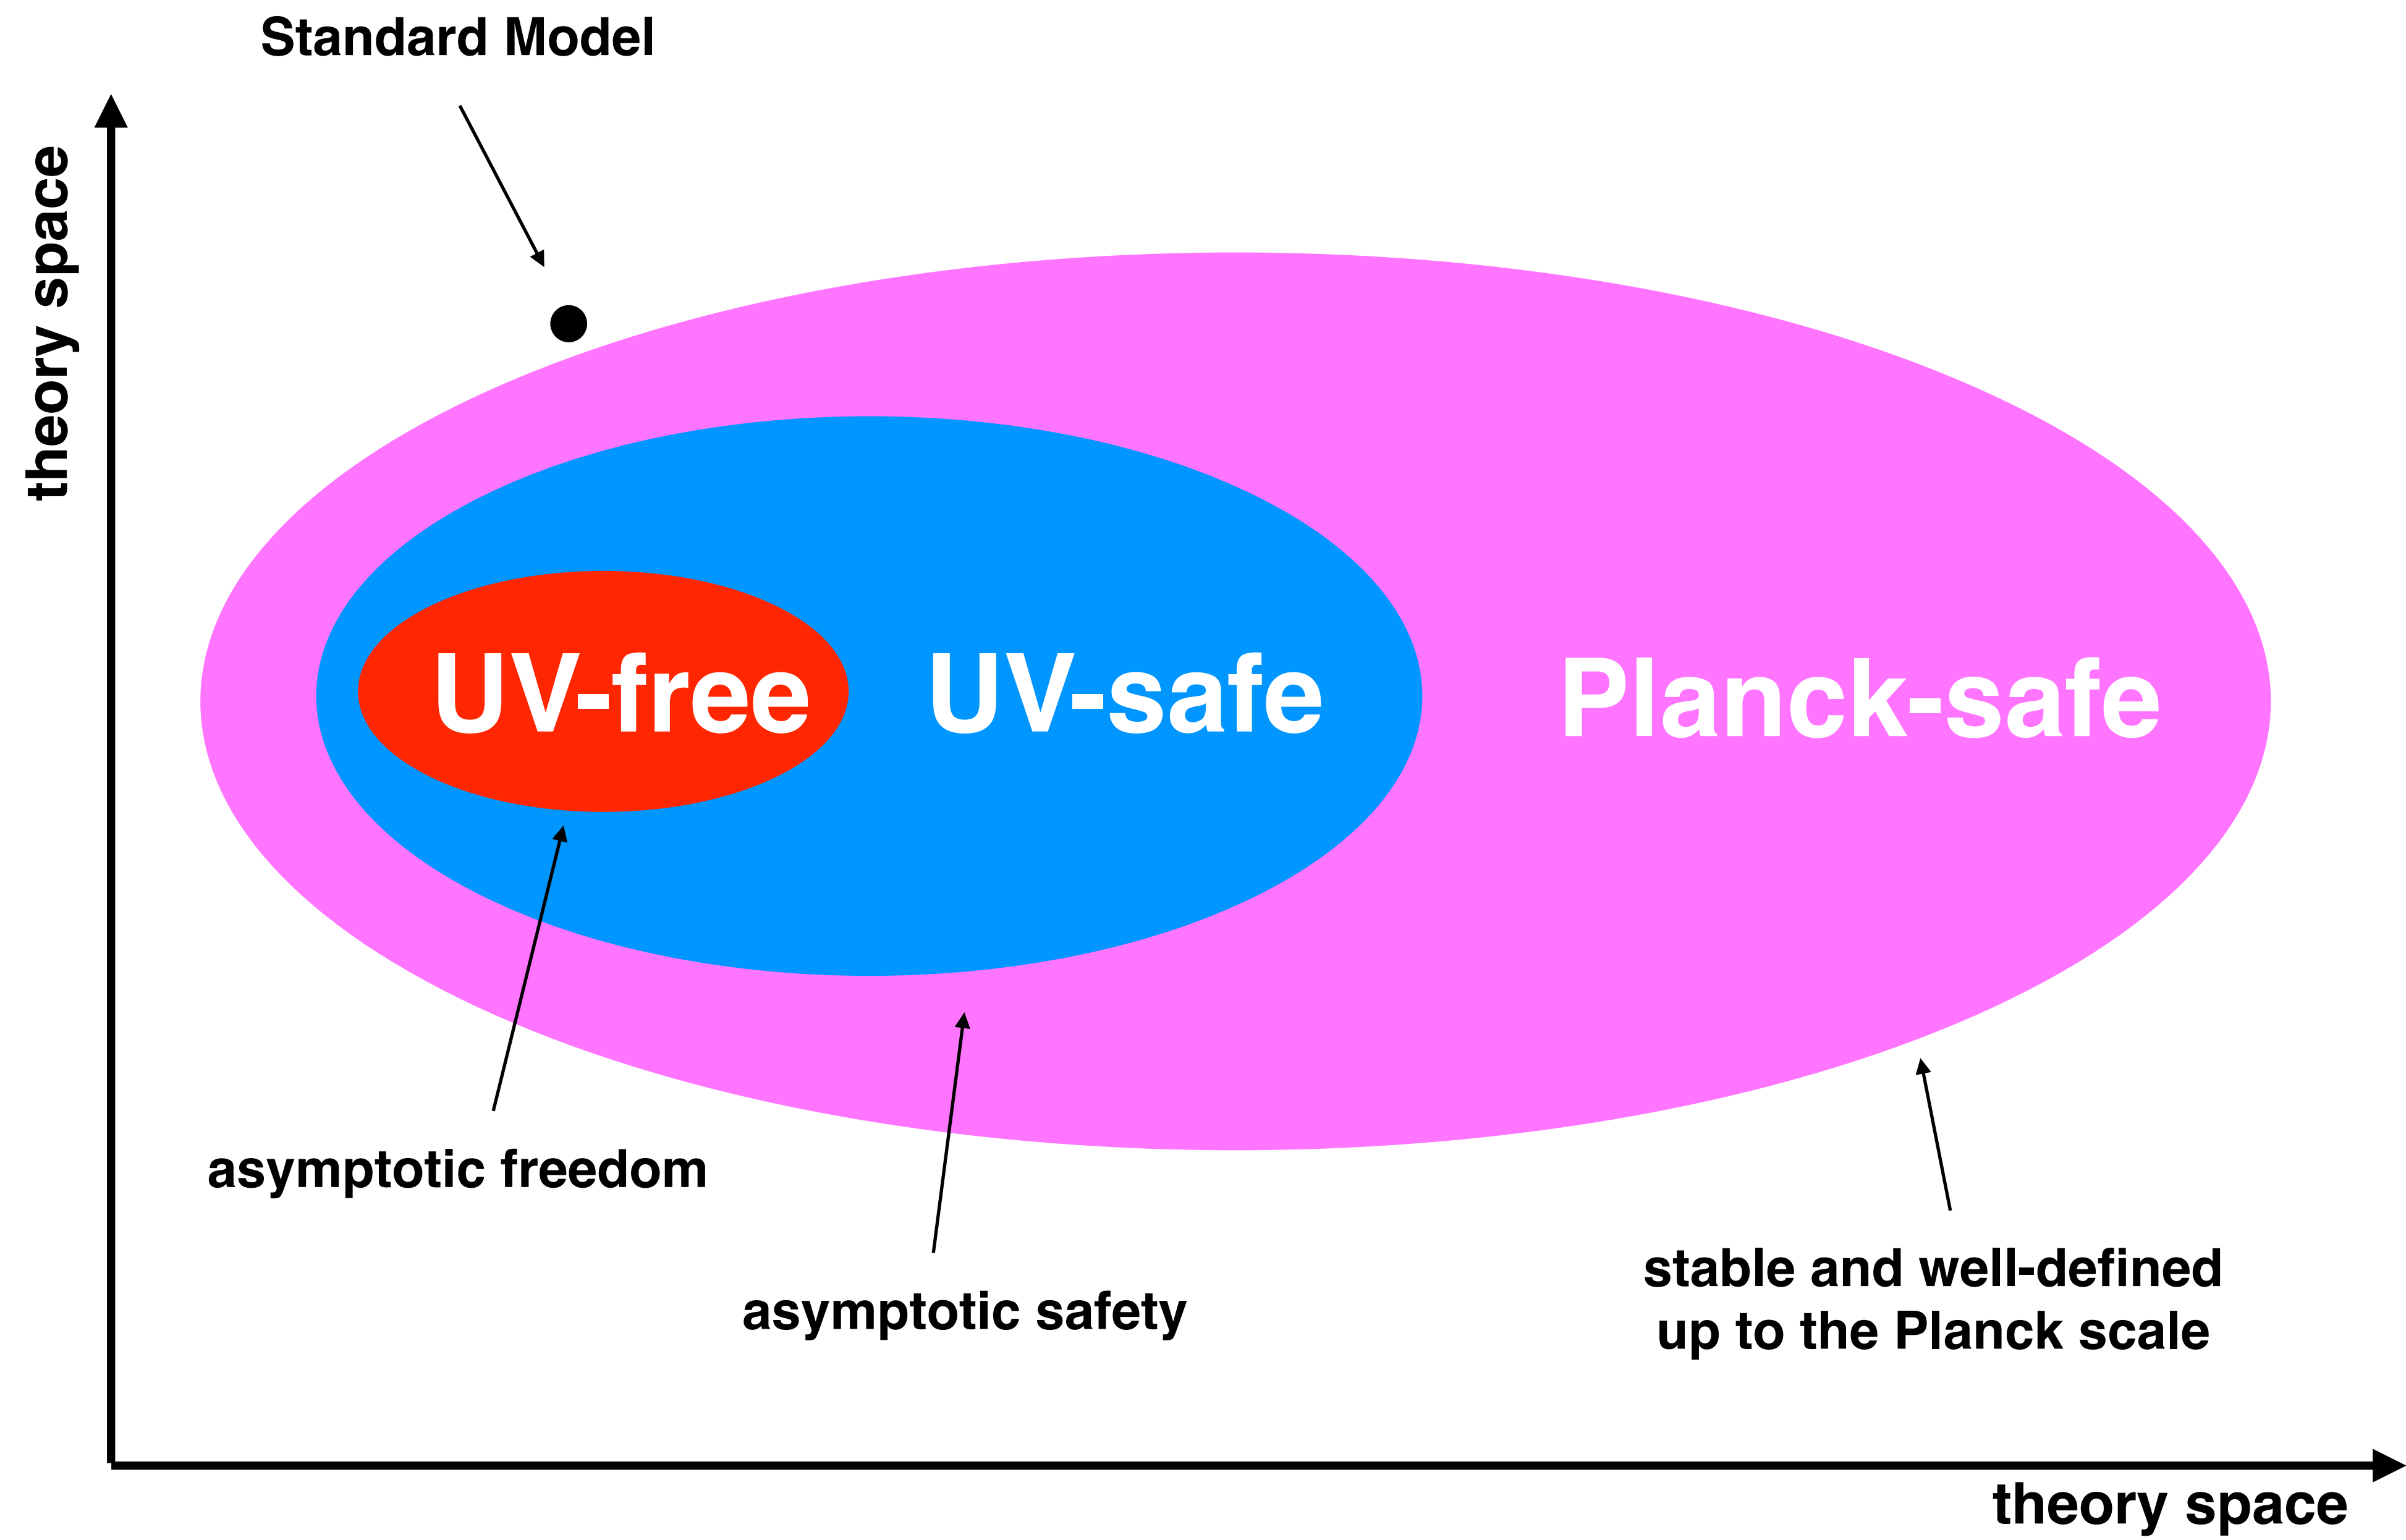 Standard Model
theory space
UV-free
UV-safe
Planck-safe
asymptotic freedom
asymptotic safety
stable and well-defined
up to the Planck scale
theory space